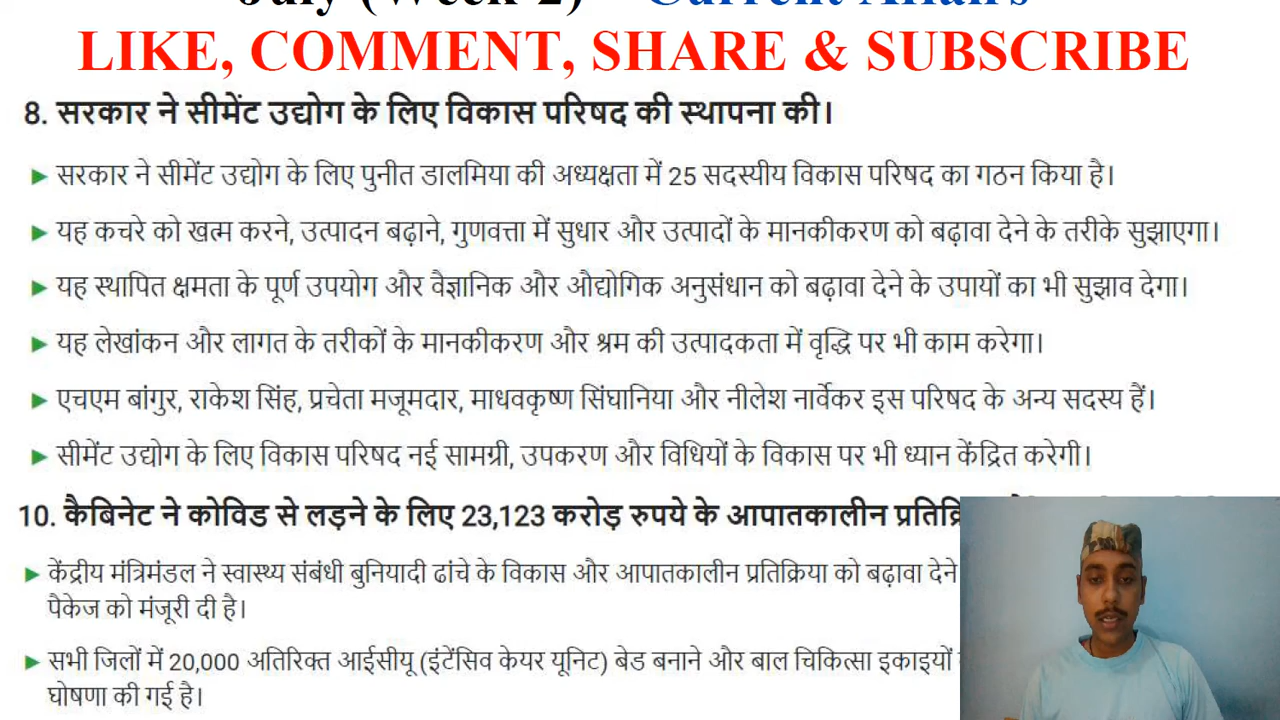 July (Week-2) – Current Affairs
LIKE, COMMENT, SHARE & SUBSCRIBE
8. सरकार ने सीमेंट उद्योग के लिए विकास परिषद की स्थापना की।
► सरकार ने सीमेंट उद्योग के लिए पुनीत डालमिया की अध्यक्षता में 25 सदस्यीय विकास परिषद का गठन किया है।
► यह कचरे को खत्म करने, उत्पादन बढ़ाने, गुणवत्ता में सुधार और उत्पादों के मानकीकरण को बढ़ावा देने के तरीके सुझाएगा।
► यह स्थापित क्षमता के पूर्ण उपयोग और वैज्ञानिक और औद्योगिक अनुसंधान को बढ़ावा देने के उपायों का भी सुझाव देगा।
► यह लेखांकन और लागत के तरीकों के मानकीकरण और श्रम की उत्पादकता में वृद्धि पर भी काम करेगा।
► एचएम बांगुर, राकेश सिंह, प्रचेता मजूमदार, माधवकृष्ण सिंघानिया और नीलेश नार्वेकर इस परिषद के अन्य सदस्य हैं।
► सीमेंट उद्योग के लिए विकास परिषद नई सामग्री, उपकरण और विधियों के विकास पर भी ध्यान केंद्रित करेगी।
10. कैबिनेट ने कोविड से लड़ने के लिए 23,123 करोड़ रुपये के आपातकालीन
► केंद्रीय मंत्रिमंडल ने स्वास्थ्य संबंधी बुनियादी ढांचे के विकास और आपातकालीन प्रतिक्रिया को बढ़ावा देने
पैकेज को मंजूरी दी है।
► सभी जिलों में 20,000 अतिरिक्त आईसीयू (इंटेंसिव केयर यूनिट) बेड बनाने और बाल चिकित्सा इकाइयों
घोषणा की गई है।